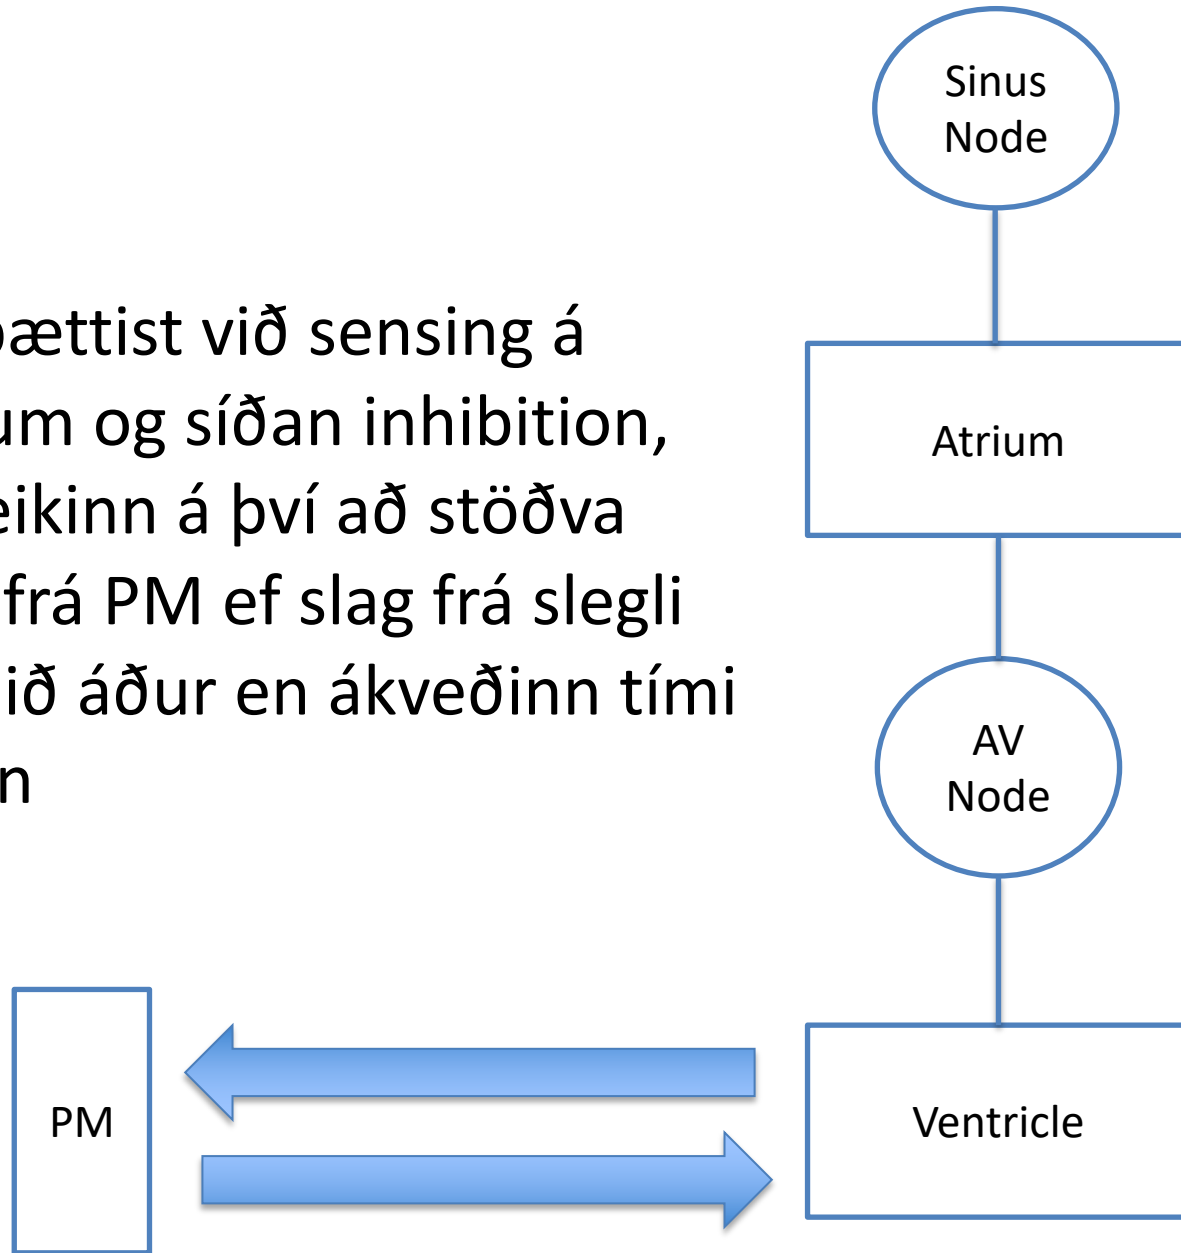 Sinus
Node
bættist við sensing á
um og síðan inhibition,
eikinn á því að stöðva
frá PM ef slag frá slegli
ið áður en ákveðinn tími
n
Atrium
AV
Node
PM
Ventricle